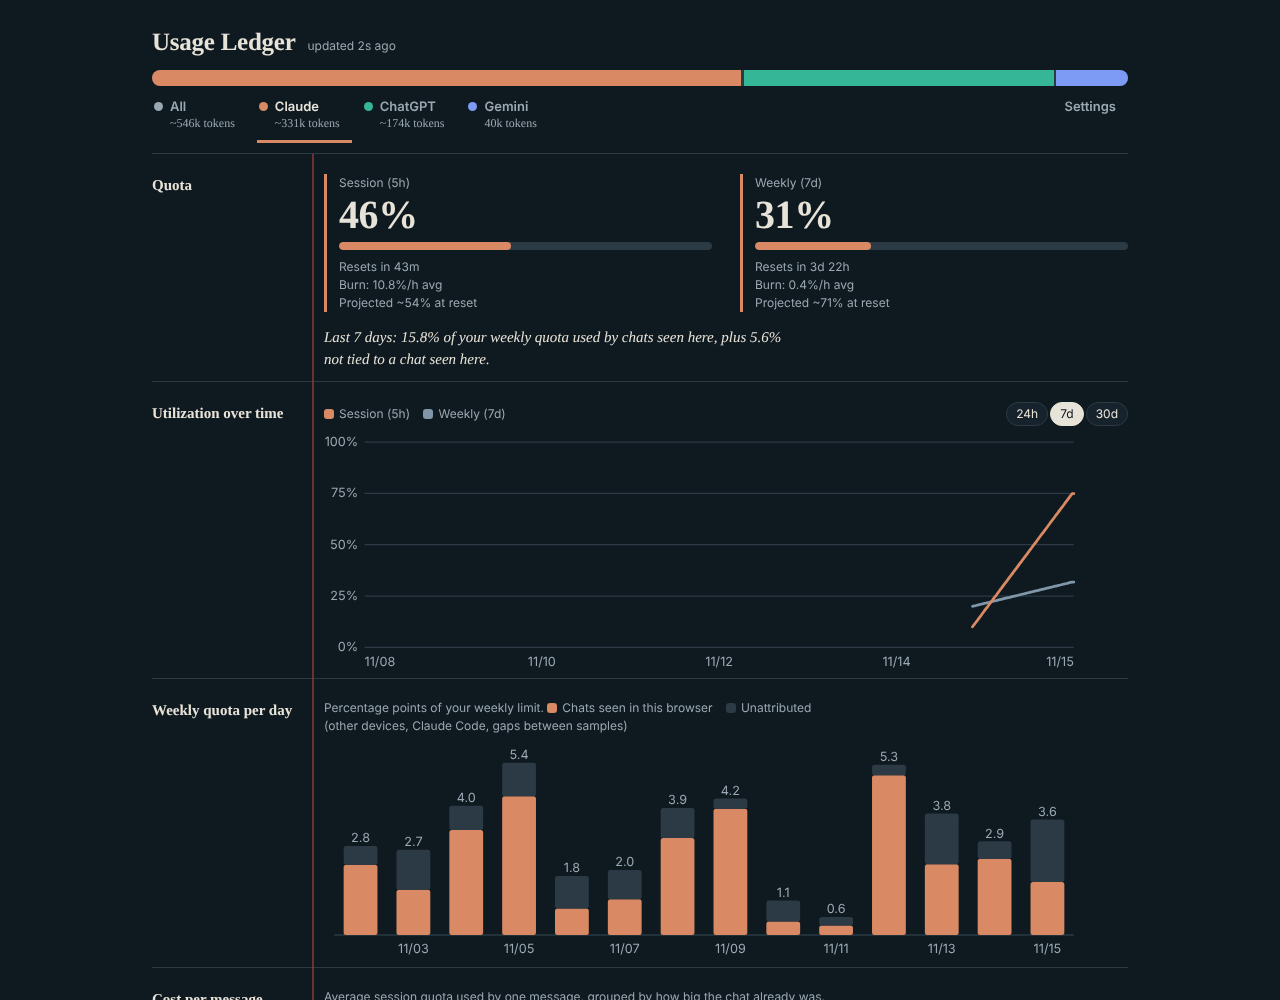 Usage Ledger updated 2s ago
All Claude ChatGPT Gemini Settings
~546k tokens ~331k tokens ~174k tokens 40k tokens
Quota
Session (5h)
46%
Resets in 43m
Burn: 10.8%/h avg
Projected ~54% at reset
Weekly (7d)
31%
Resets in 3d 22h
Burn: 0.4%/h avg
Projected ~71% at reset
Last 7 days: 15.8% of your weekly quota used by chats seen here, plus 5.6%
not tied to a chat seen here.
Utilization over time
Session (5h) Weekly (7d) 24h 7d 30d
100%
75%
50%
25%
0%
11/08 11/10 11/12 11/14 11/15
Weekly quota per day
Percentage points of your weekly limit. Chats seen in this browser Unattributed
(other devices, Claude Code, gaps between samples)
2.8 2.7 4.0 5.4 1.8 2.0 3.9 4.2 1.1 0.6 5.3 3.8 2.9 3.6
11/03 11/05 11/07 11/09 11/11 11/13 11/15
Cost per message
Average session quota used by one message, grouped by how big the chat already was.